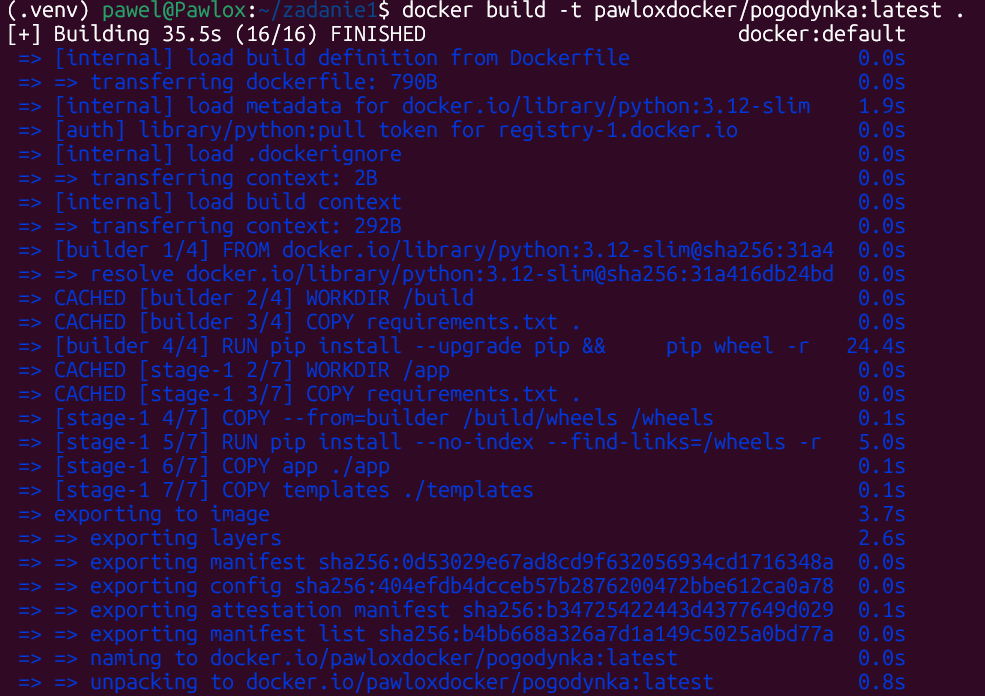 (.venv) pawel@Pawlox:~/zadanie1$ docker build -t pawloxdocker/pogodynka:latest .
[+] Building 35.5s (16/16) FINISHED docker:default
=> [internal] load build definition from Dockerfile 0.0s
=> => transferring dockerfile: 790B 0.0s
=> [internal] load metadata for docker.io/library/python:3.12-slim 1.9s
=> [auth] library/python:pull token for registry-1.docker.io 0.0s
=> [internal] load .dockerignore 0.0s
=> => transferring context: 2B 0.0s
=> [internal] load build context 0.0s
=> => transferring context: 292B 0.0s
=> [builder 1/4] FROM docker.io/library/python:3.12-slim@sha256:31a4 0.0s
=> => resolve docker.io/library/python:3.12-slim@sha256:31a416db24bd 0.0s
=> CACHED [builder 2/4] WORKDIR /build 0.0s
=> CACHED [builder 3/4] COPY requirements.txt . 0.0s
=> [builder 4/4] RUN pip install --upgrade pip &&     pip wheel -r 24.4s
=> CACHED [stage-1 2/7] WORKDIR /app 0.0s
=> CACHED [stage-1 3/7] COPY requirements.txt . 0.0s
=> [stage-1 4/7] COPY --from=builder /build/wheels /wheels 0.1s
=> [stage-1 5/7] RUN pip install --no-index --find-links=/wheels -r 5.0s
=> [stage-1 6/7] COPY app ./app 0.1s
=> [stage-1 7/7] COPY templates ./templates 0.1s
=> exporting to image 3.7s
=> => exporting layers 2.6s
=> => exporting manifest sha256:0d53029e67ad8cd9f632056934cd1716348a 0.0s
=> => exporting config sha256:404efdb4dcceb57b2876200472bbe612ca0a78 0.0s
=> => exporting attestation manifest sha256:b34725422443d4377649d029 0.1s
=> => exporting manifest list sha256:b4bb668a326a7d1a149c5025a0bd77a 0.0s
=> => naming to docker.io/pawloxdocker/pogodynka:latest 0.0s
=> => unpacking to docker.io/pawloxdocker/pogodynka:latest 0.8s